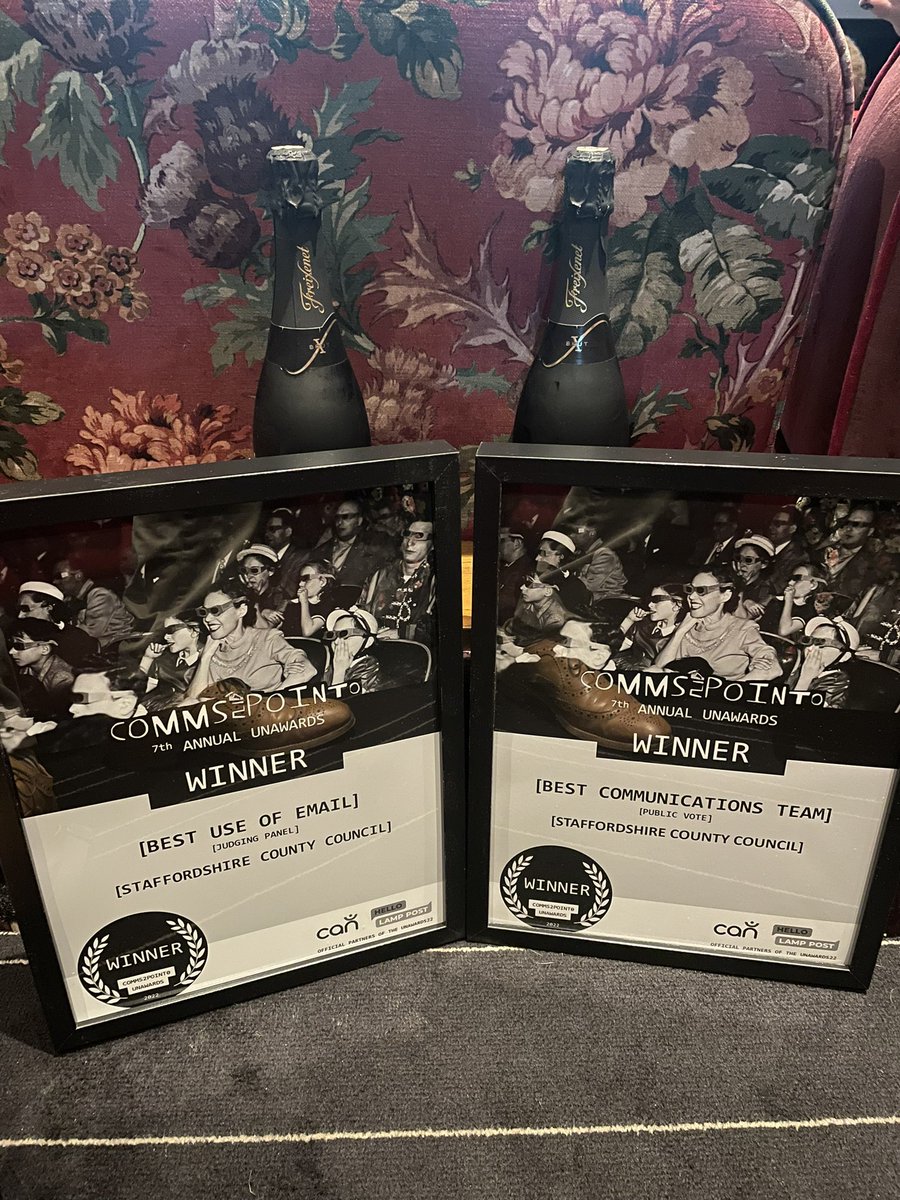 Freixenet
BRUT
Freixenet
BRUT
COMMS2POINT0
7th ANNUAL UNAWARDS
WINNER
[BEST USE OF EMAIL]
[JUDGING PANEL]
[STAFFORDSHIRE COUNTY COUNCIL]
WINNER
COMMS2POINT0
UNAWARDS
2022
can
HELLO
LAMP POST
OFFICIAL PARTNERS OF THE UNAWARDS22
COMMS2POINT0
7th ANNUAL UNAWARDS
WINNER
[BEST COMMUNICATIONS TEAM]
[PUBLIC VOTE]
[STAFFORDSHIRE COUNTY COUNCIL]
WINNER
COMMS2POINT0
UNAWARDS
2022
can
HELLO
LAMP POST
OFFICIAL PARTNERS OF THE UNAWARDS22